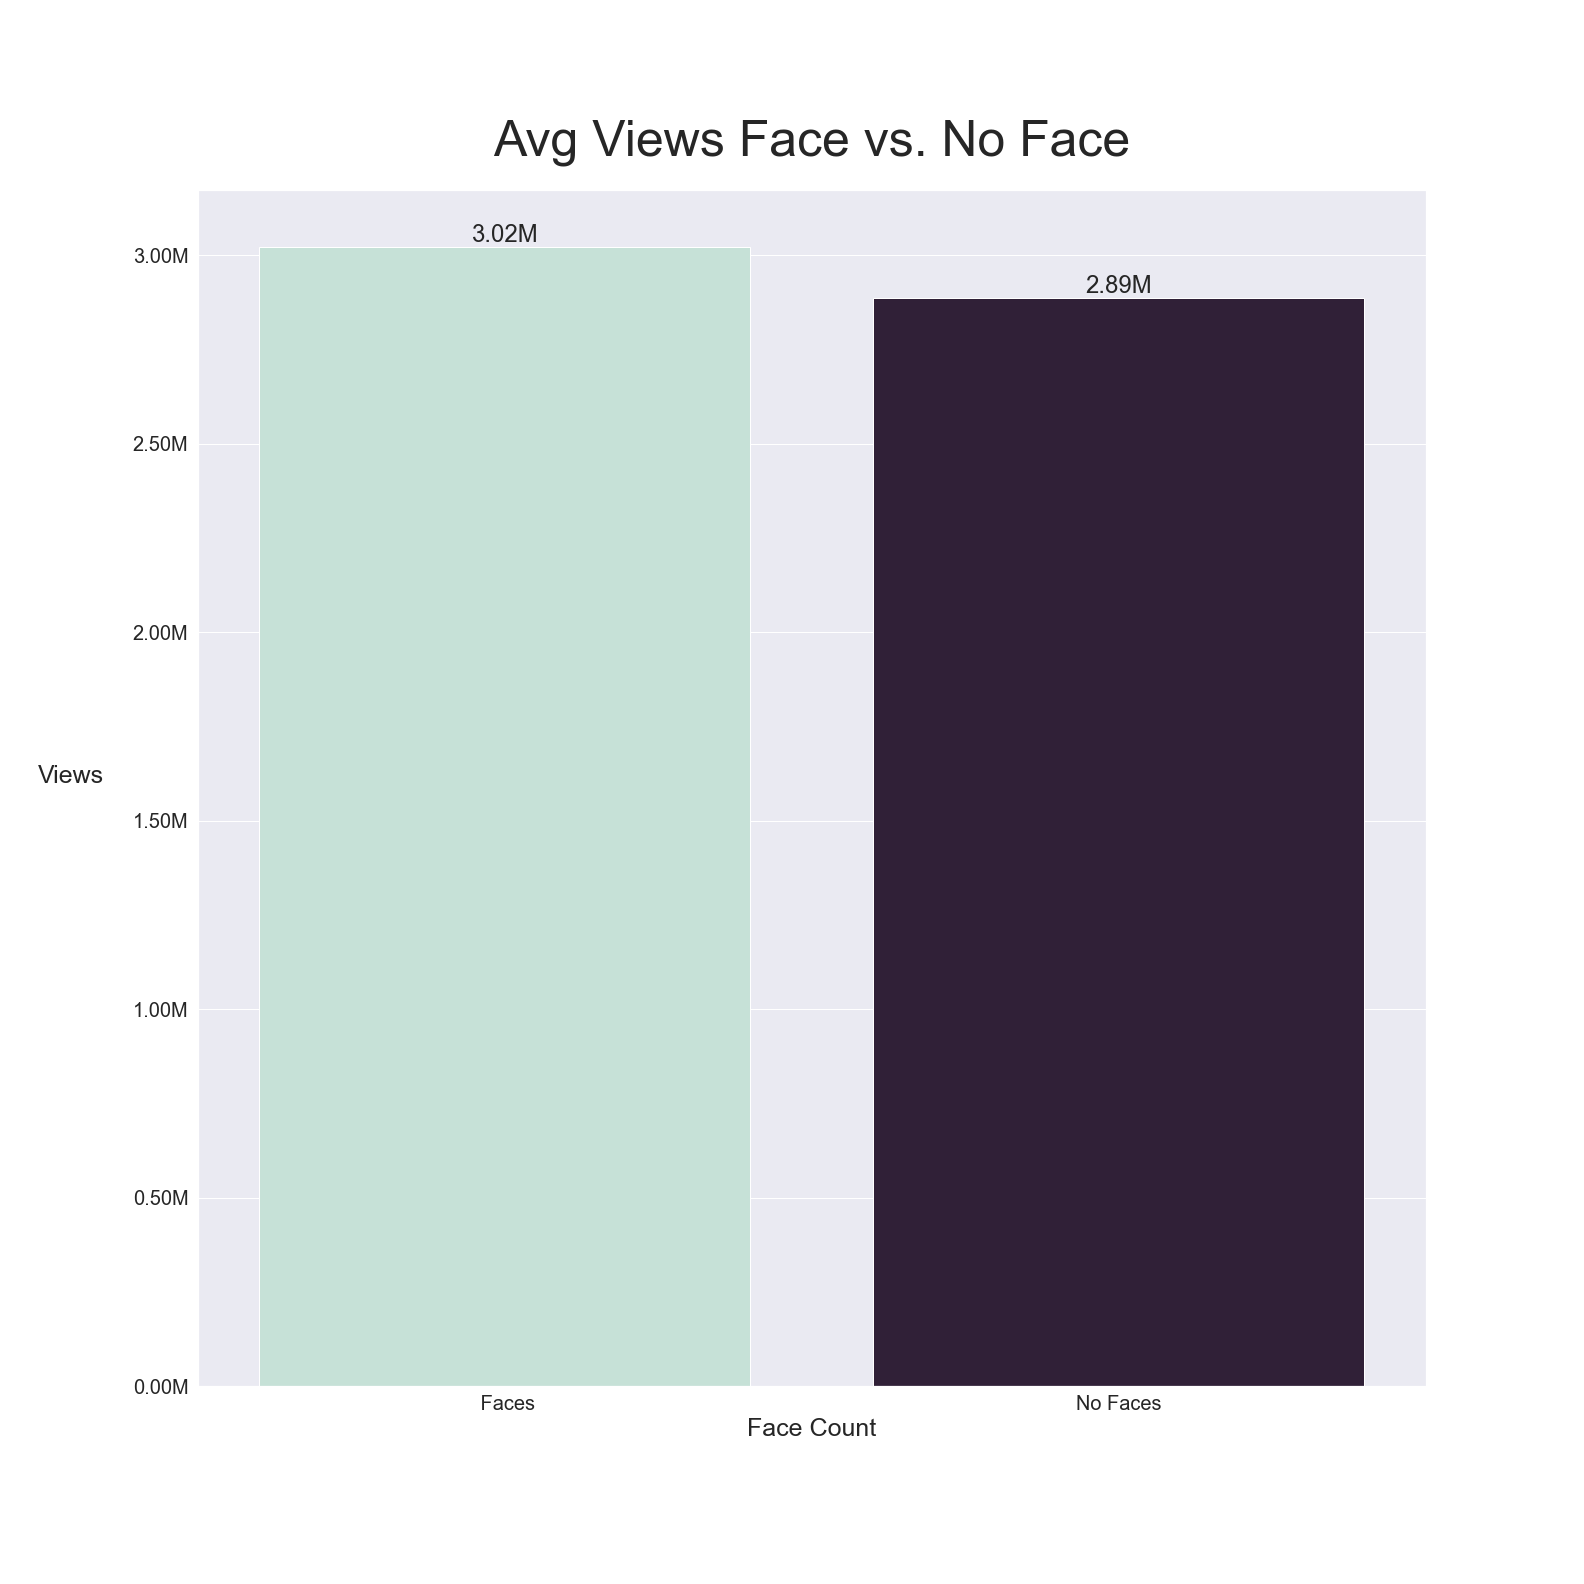 Avg Views Face vs. No Face
3.02M
2.89M
3.00M
2.50M
2.00M
1.50M
1.00M
0.50M
0.00M
Views
Faces
No Faces
Face Count